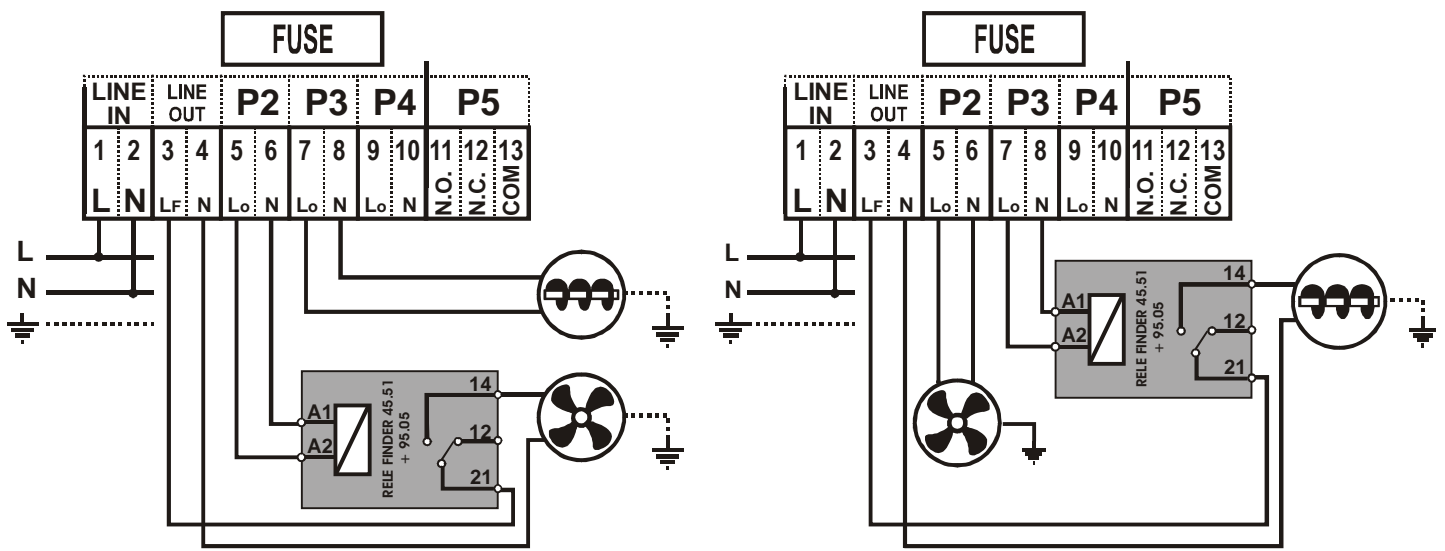 FUSE
LINE IN LINE OUT P2 P3 P4 P5
1 2 3 4 5 6 7 8 9 10 11 12 13
L N LF N Lo N Lo N Lo N N.O. N.C. COM
L
N
14
A1
A2
12
21
RELE FINDER 45.51
+ 95.05
FUSE
LINE IN LINE OUT P2 P3 P4 P5
1 2 3 4 5 6 7 8 9 10 11 12 13
L N LF N Lo N Lo N Lo N N.O. N.C. COM
L
N
14
A1
A2
12
21
RELE FINDER 45.51
+ 95.05